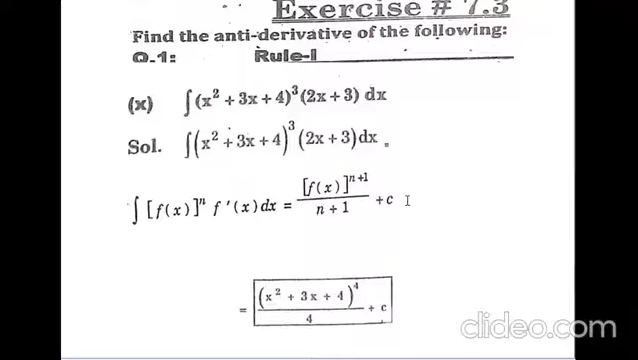 Exercise # 7.3
Find the anti-derivative of the following:
Q.1: Rule-I
(x) ∫(x² + 3x + 4)³ (2x + 3) dx
Sol. ∫(x² + 3x + 4)³ (2x + 3) dx .
∫ [f(x)]ⁿ f'(x) dx = [f(x)]ⁿ⁺¹ / n + 1 + c
= (x² + 3x + 4)⁴ / 4 + c
clideo.com